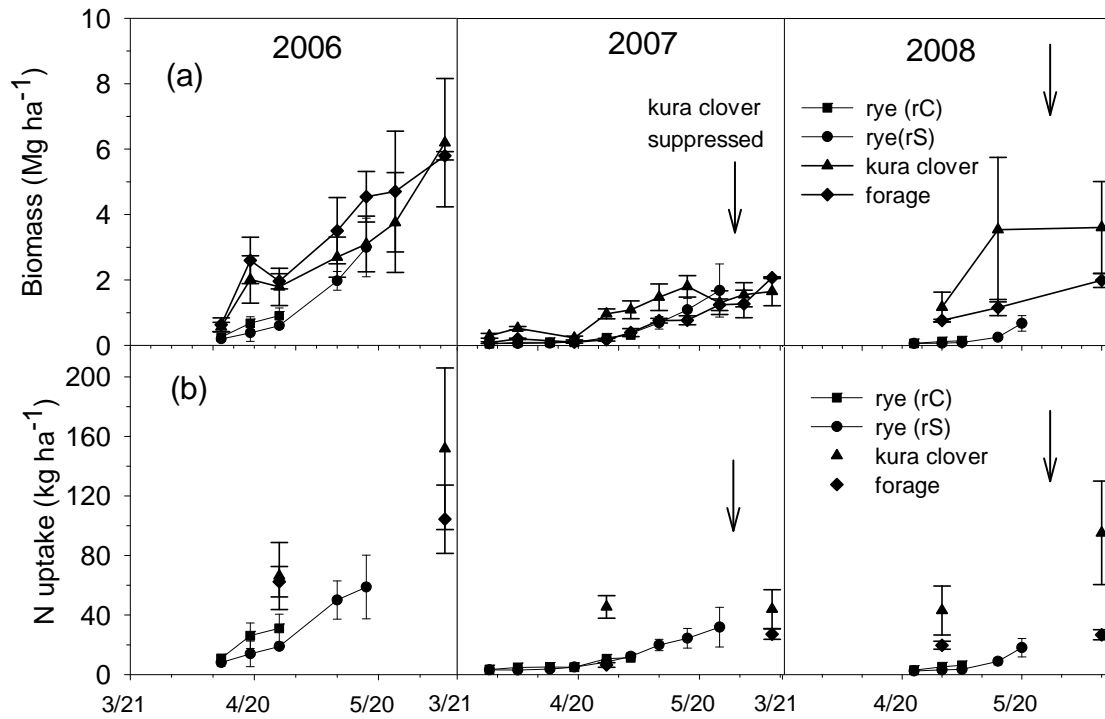 10
8
6
4
2
0
Biomass (Mg ha-1)
2006
2007
2008
(a)
kura clover
suppressed
rye (rC)
rye(rS)
kura clover
forage
200
160
120
80
40
0
N uptake (kg ha-1)
(b)
rye (rC)
rye (rS)
kura clover
forage
3/21 4/20 5/20 3/21 4/20 5/20 3/21 4/20 5/20